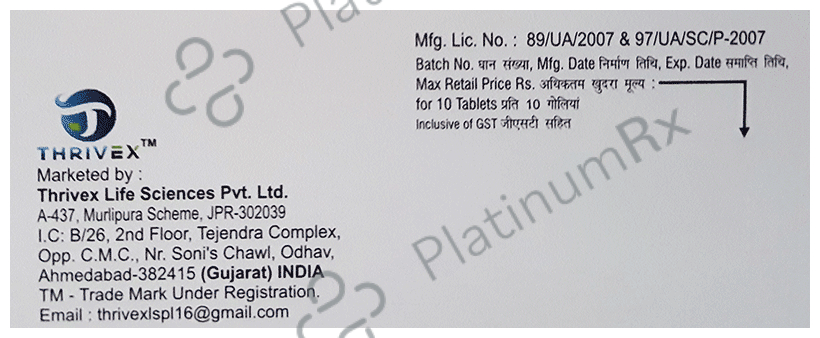 Mfg. Lic. No. : 89/UA/2007 & 97/UA/SC/P-2007
Batch No. घान संख्या, Mfg. Date निर्माण तिथि, Exp. Date समाप्ति तिथि,
Max Retail Price Rs. अधिकतम खुदरा मूल्य :
for 10 Tablets प्रति 10 गोलियां
Inclusive of GST जीएसटी सहित
THRIVEX™
Marketed by :
Thrivex Life Sciences Pvt. Ltd.
A-437, Murlipura Scheme, JPR-302039
I.C: B/26, 2nd Floor, Tejendra Complex,
Opp. C.M.C., Nr. Soni's Chawl, Odhav,
Ahmedabad-382415 (Gujarat) INDIA
TM - Trade Mark Under Registration.
Email : thrivexlspl16@gmail.com
PlatinumRx
PlatinumRx